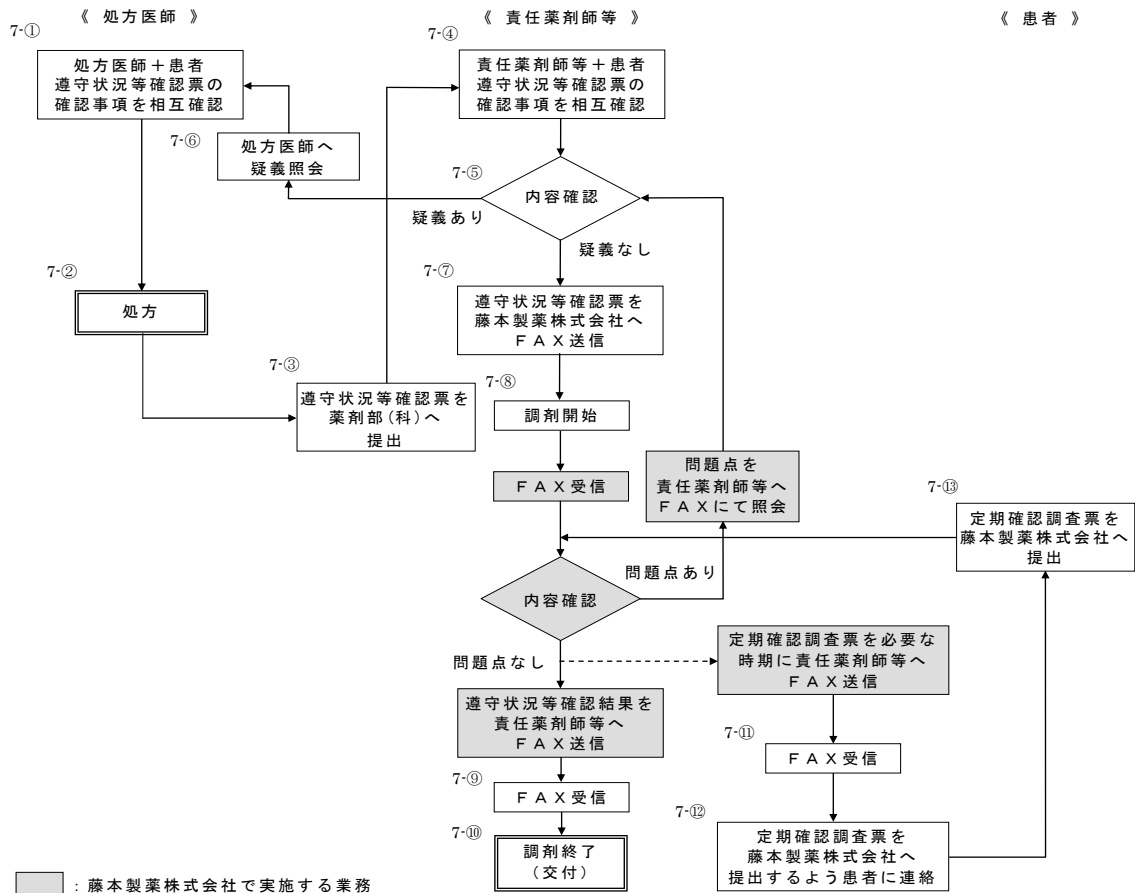 《 処方医師 》
《 責任薬剤師等 》
《 患者 》
7-①
処方医師＋患者
遵守状況等確認票の
確認事項を相互確認
7-④
責任薬剤師等＋患者
遵守状況等確認票の
確認事項を相互確認
7-⑥
処方医師へ
疑義照会
7-⑤
内容確認
疑義あり
疑義なし
7-②
処方
7-⑦
遵守状況等確認票を
藤本製薬株式会社へ
ＦＡＸ送信
7-③
遵守状況等確認票を
薬剤部(科)へ
提出
7-⑧
調剤開始
ＦＡＸ受信
問題点を
責任薬剤師等へ
ＦＡＸにて照会
7-⑬
定期確認調査票を
藤本製薬株式会社へ
提出
内容確認
問題点あり
問題点なし
定期確認調査票を必要な
時期に責任薬剤師等へ
ＦＡＸ送信
遵守状況等確認結果を
責任薬剤師等へ
ＦＡＸ送信
7-⑪
ＦＡＸ受信
7-⑨
ＦＡＸ受信
7-⑩
調剤終了
(交付)
7-⑫
定期確認調査票を
藤本製薬株式会社へ
提出するよう患者に連絡
：藤本製薬株式会社で実施する業務